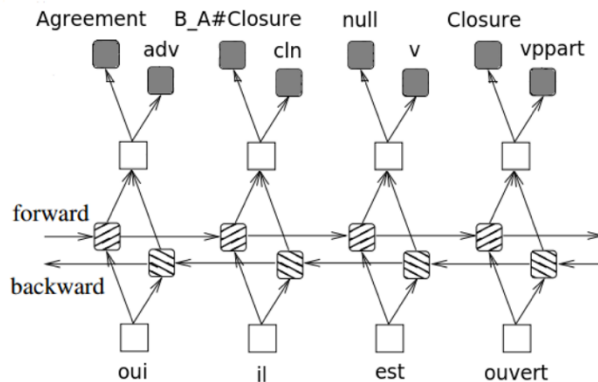 Agreement B_A#Closure null Closure
adv cln v vppart
forward
backward
oui il est ouvert